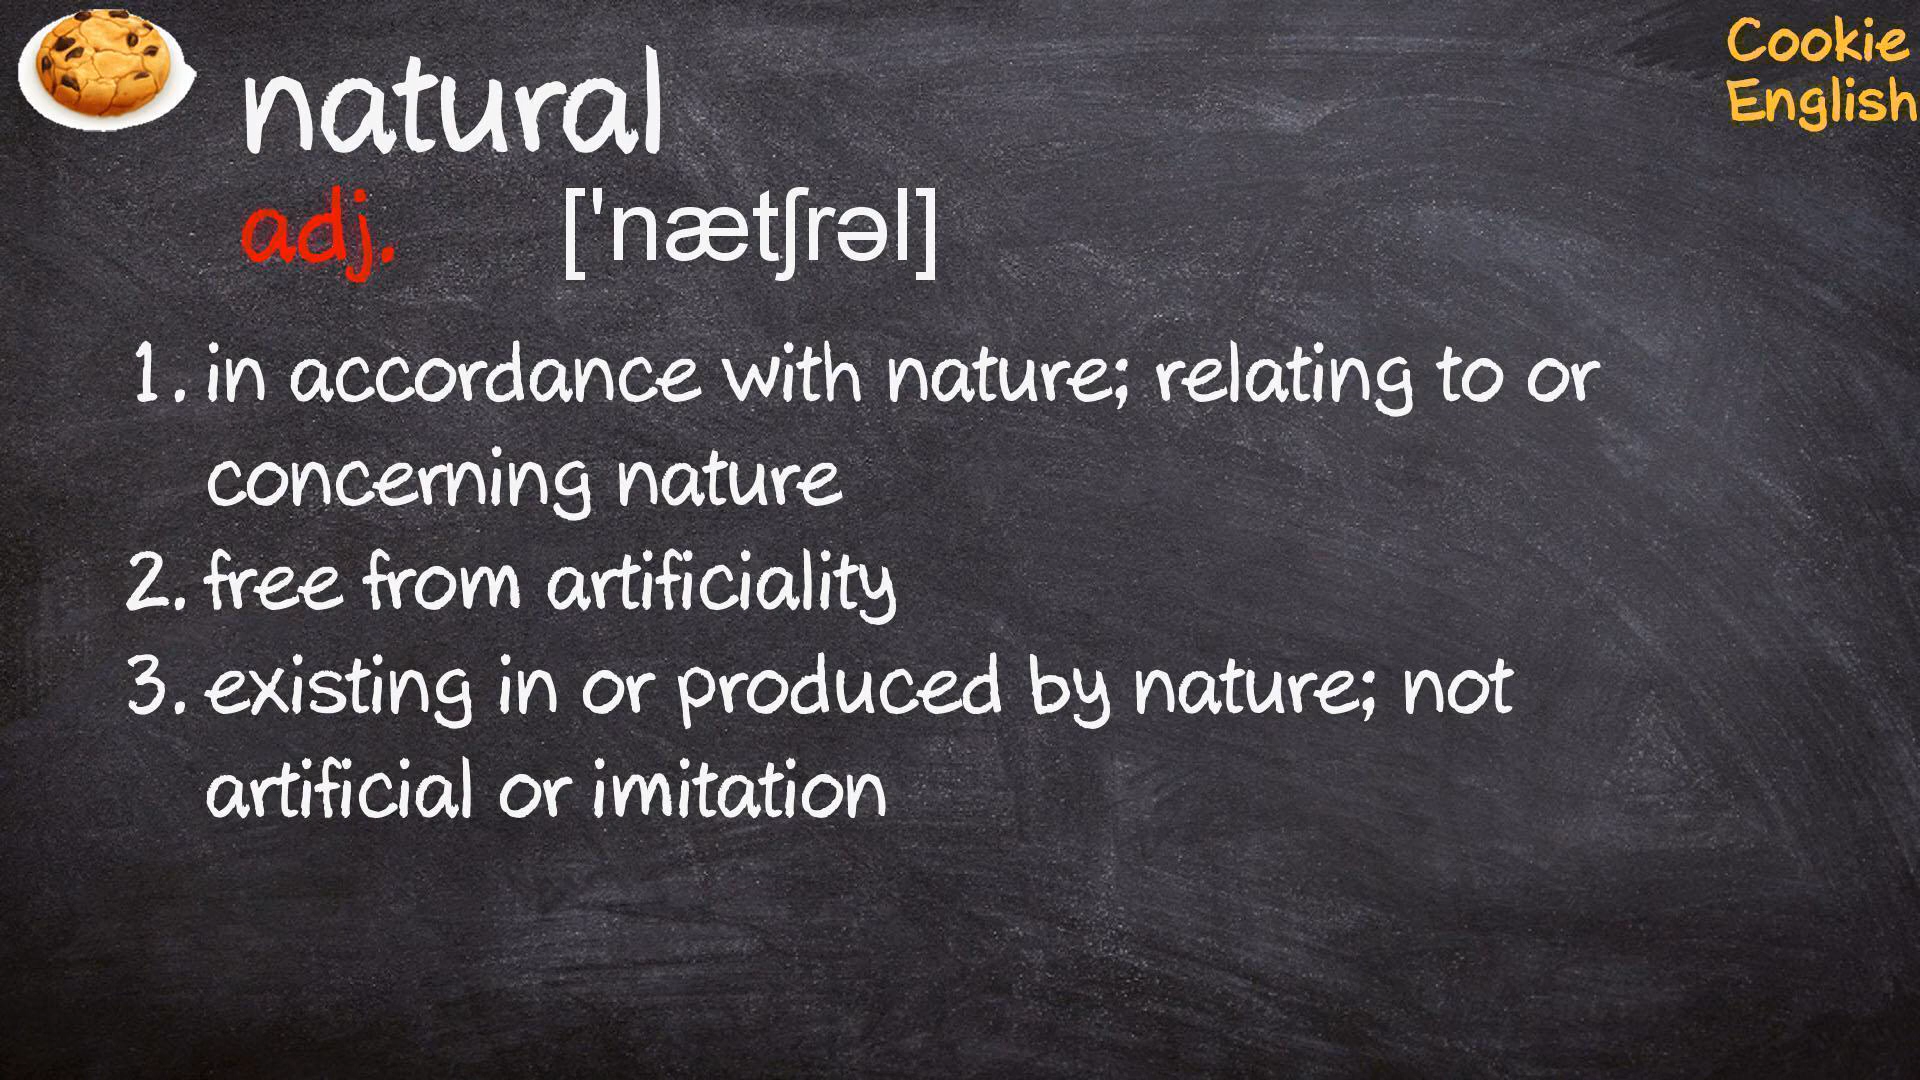 natural
Cookie
English
adj. ['nætʃrəl]
1. in accordance with nature; relating to or
concerning nature
2. free from artificiality
3. existing in or produced by nature; not
artificial or imitation